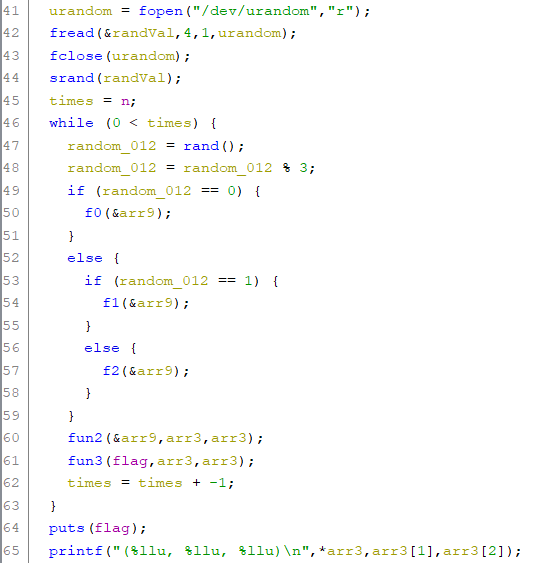 41 urandom = fopen("/dev/urandom","r");
42 fread(&randVal,4,1,urandom);
43 fclose(urandom);
44 srand(randVal);
45 times = n;
46 while (0 < times) {
47 random_012 = rand();
48 random_012 = random_012 % 3;
49 if (random_012 == 0) {
50 f0(&arr9);
51 }
52 else {
53 if (random_012 == 1) {
54 f1(&arr9);
55 }
56 else {
57 f2(&arr9);
58 }
59 }
60 fun2(&arr9,arr3,arr3);
61 fun3(flag,arr3,arr3);
62 times = times + -1;
63 }
64 puts(flag);
65 printf("(%llu, %llu, %llu)\n",*arr3,arr3[1],arr3[2]);